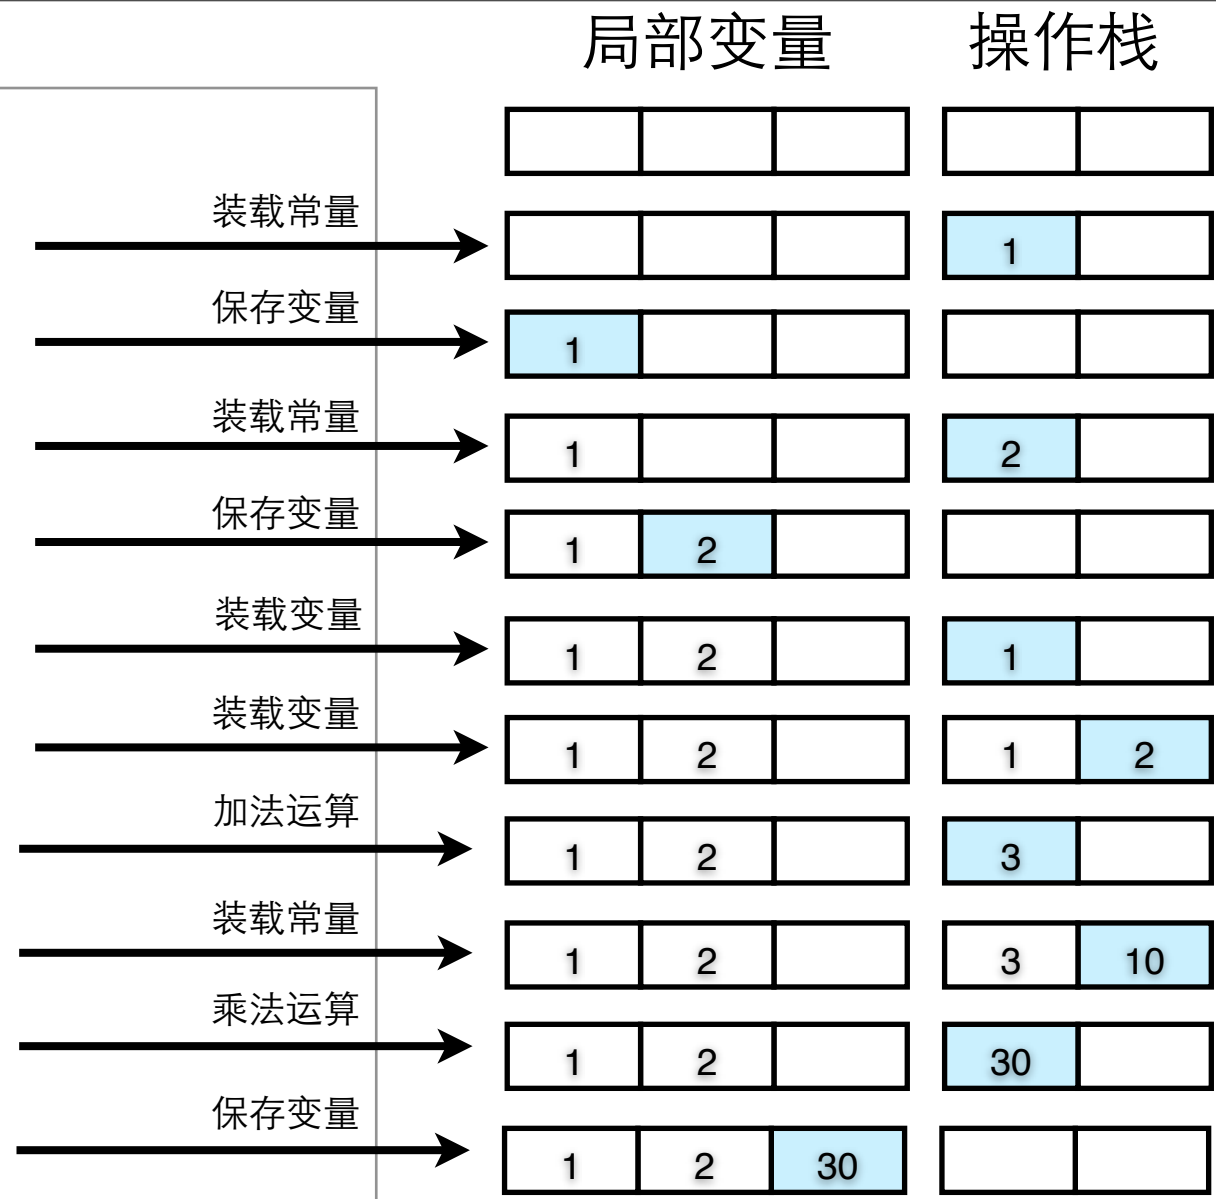 局部变量 操作栈
装载常量 1
保存变量 1
装载常量 1 2
保存变量 1 2
装载变量 1 2 1
装载变量 1 2 1 2
加法运算 1 2 3
装载常量 1 2 3 10
乘法运算 1 2 30
保存变量 1 2 30